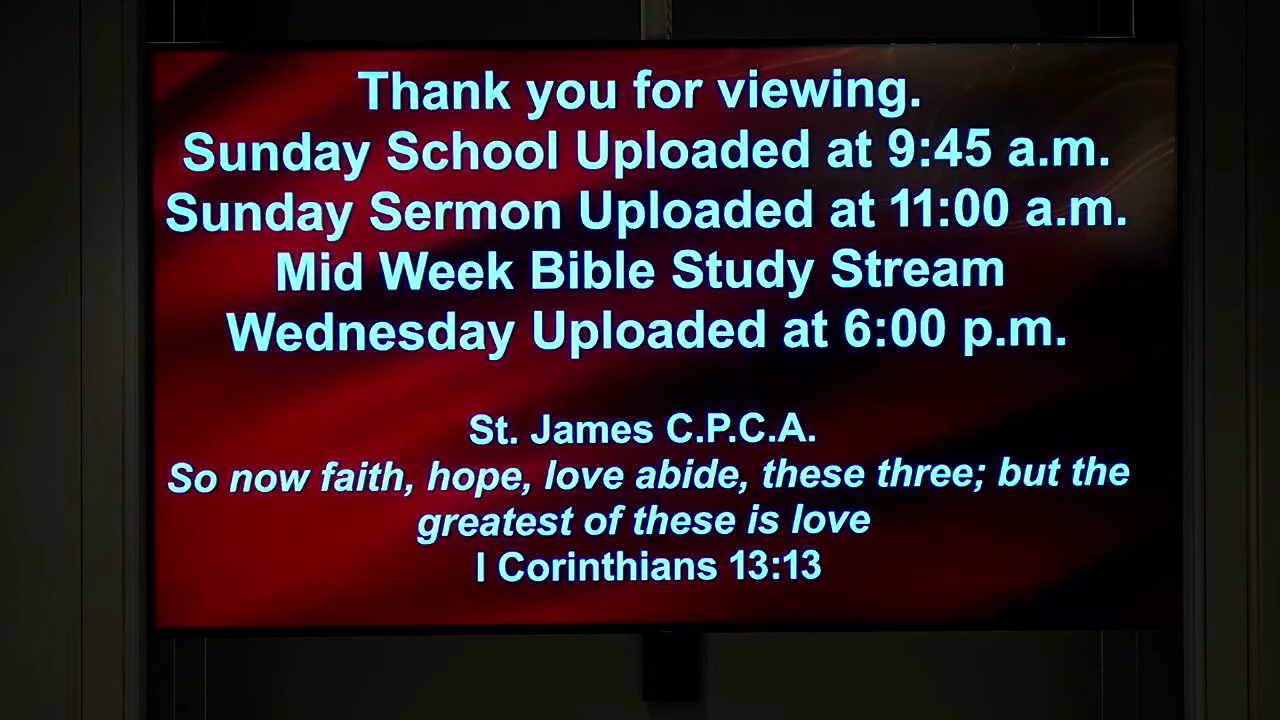 Thank you for viewing.
Sunday School Uploaded at 9:45 a.m.
Sunday Sermon Uploaded at 11:00 a.m.
Mid Week Bible Study Stream
Wednesday Uploaded at 6:00 p.m.
St. James C.P.C.A.
So now faith, hope, love abide, these three; but the
greatest of these is love
I Corinthians 13:13